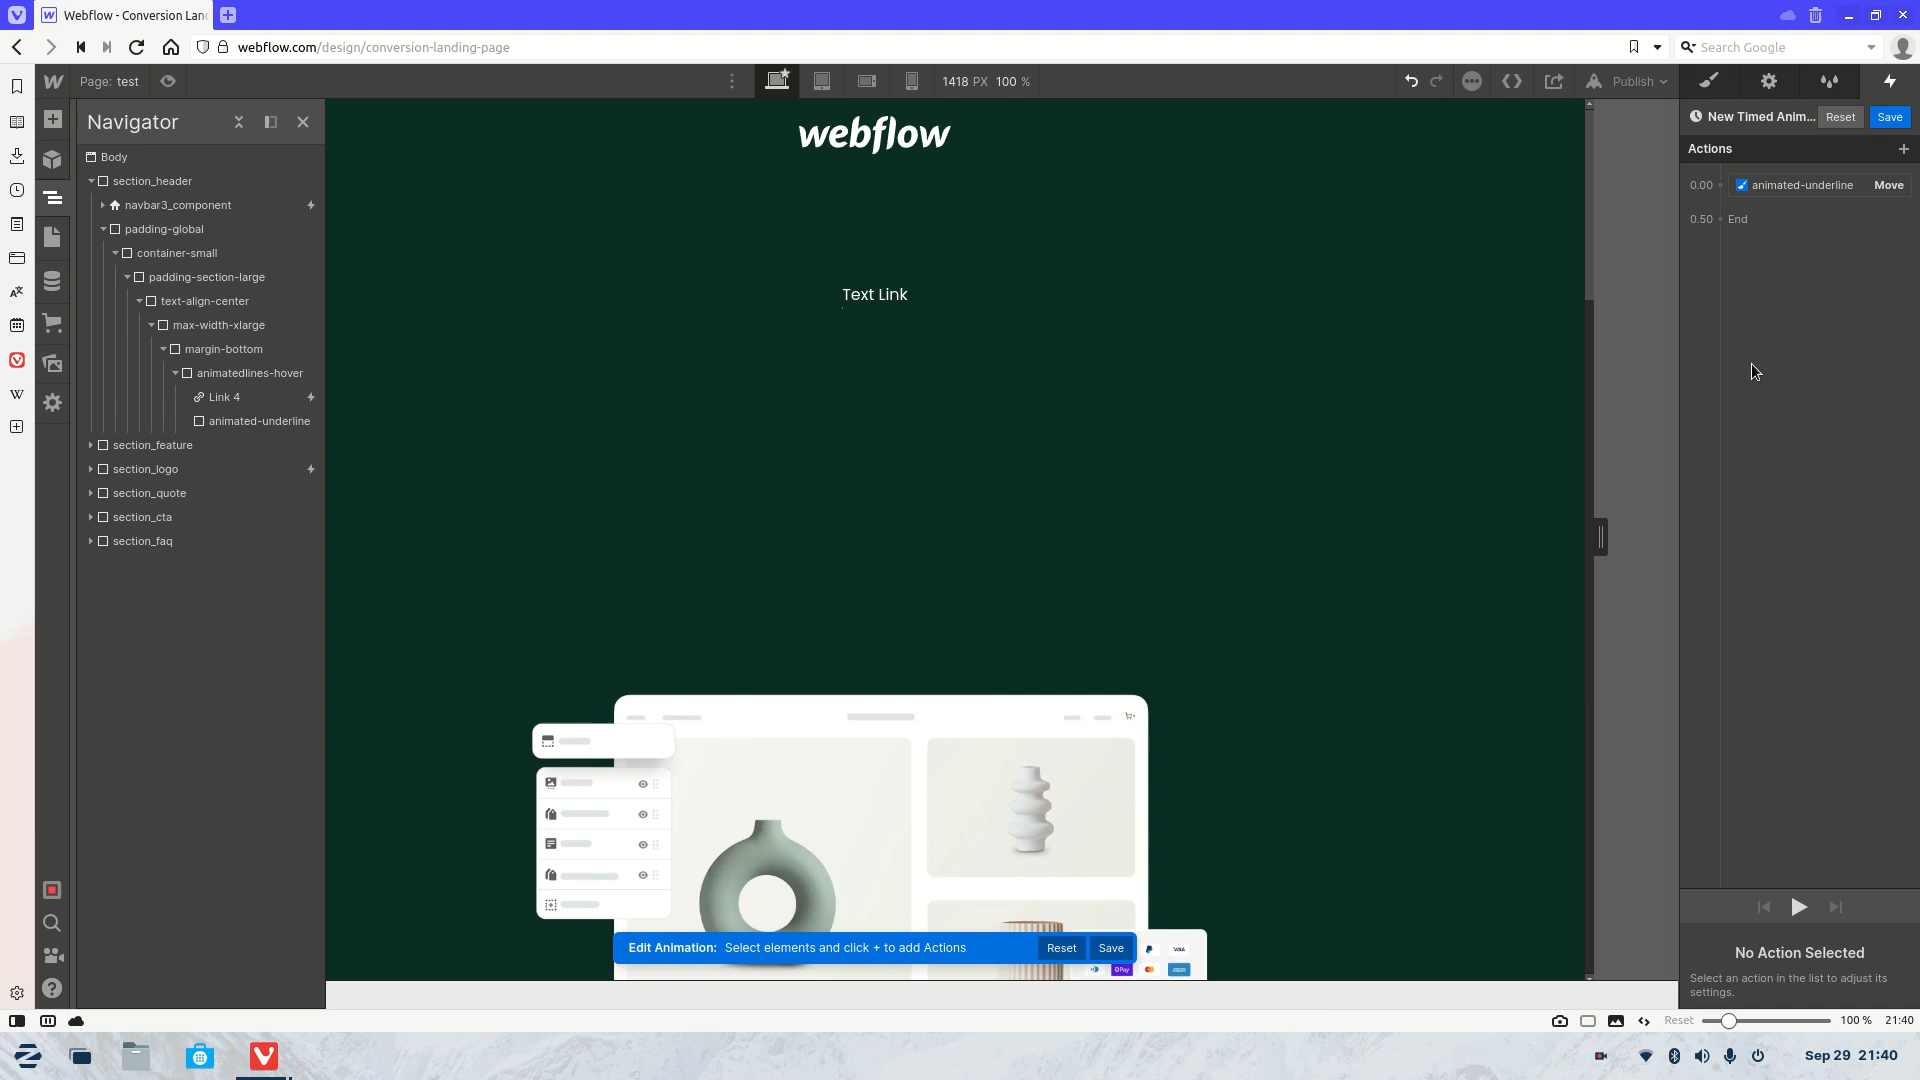 Webflow - Conversion Lan
webflow.com/design/conversion-landing-page
Search Google
Page: test
1418 PX 100 %
Publish
Navigator
Body
section_header
navbar3_component
padding-global
container-small
padding-section-large
text-align-center
max-width-xlarge
margin-bottom
animatedlines-hover
Link 4
animated-underline
section_feature
section_logo
section_quote
section_cta
section_faq
webflow
Text Link
Pay
VISA
Edit Animation: Select elements and click + to add Actions
Reset
Save
New Timed Anim...
Reset
Save
Actions
0.00
animated-underline
Move
0.50
End
No Action Selected
Select an action in the list to adjust its
settings.
Reset
100 %
21:40
Sep 29 21:40